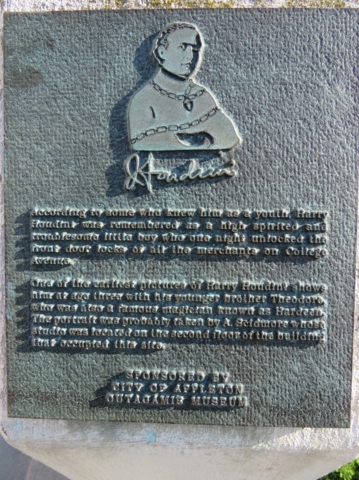 Houdini
According to some who knew him as a youth, Harry
Houdini was remembered as a high spirited and
troublesome little boy who one night unlocked the
front door locks of all the merchants on College
Avenue.
One of the earliest pictures of Harry Houdini shows
him at age three with his younger brother Theodore
who was also a famous magician known as Hardeen.
The portrait was probably taken by A. Scidmore whose
studio was located on the second floor of the building
that occupied this site.
SPONSORED BY
CITY OF APPLETON
OUTAGAMIE MUSEUM